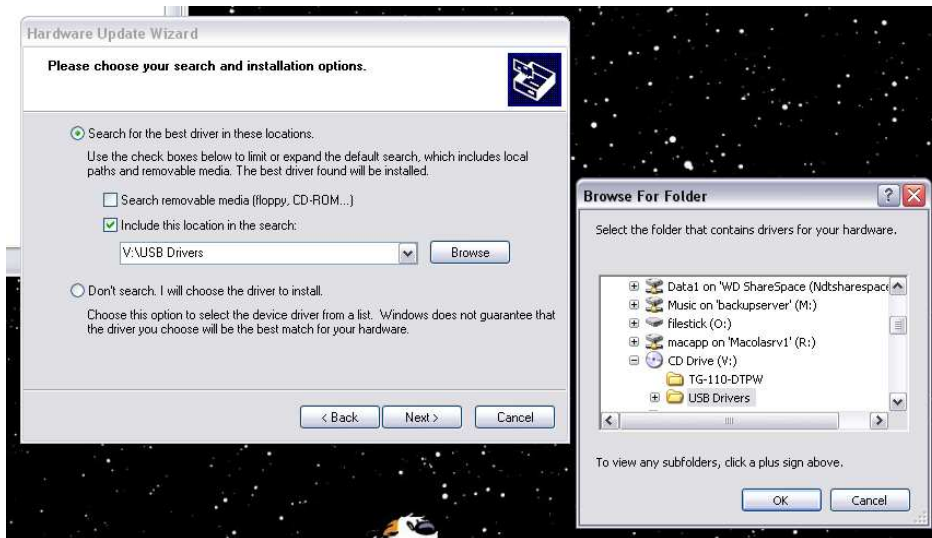 Hardware Update Wizard
Please choose your search and installation options.
Search for the best driver in these locations.
Use the check boxes below to limit or expand the default search, which includes local
paths and removable media. The best driver found will be installed.
Search removable media (floppy, CD-ROM...)
Include this location in the search:
V:\USB Drivers
Browse
Don't search. I will choose the driver to install.
Choose this option to select the device driver from a list. Windows does not guarantee that
the driver you choose will be the best match for your hardware.
< Back
Next >
Cancel
Browse For Folder
Select the folder that contains drivers for your hardware.
Data1 on 'WD ShareSpace (Ndtsharespace
Music on 'backupserver' (M:)
filestick (O:)
macapp on 'Macolasrv1' (R:)
CD Drive (V:)
TG-110-DTPW
USB Drivers
To view any subfolders, click a plus sign above.
OK
Cancel